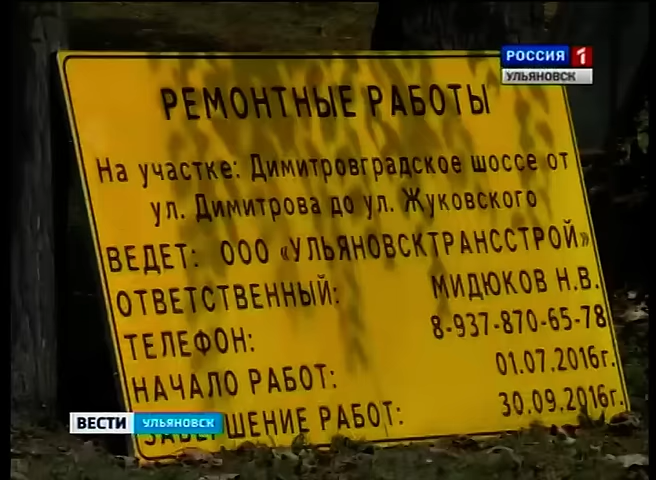 РОССИЯ 1
УЛЬЯНОВСК
РЕМОНТНЫЕ РАБОТЫ
На участке: Димитровградское шоссе от
ул. Димитрова до ул. Жуковского
ВЕДЕТ: ООО «УЛЬЯНОВСКТРАНССТРОЙ»
ОТВЕТСТВЕННЫЙ: МИДЮКОВ Н.В.
ТЕЛЕФОН: 8-937-870-65-78
НАЧАЛО РАБОТ: 01.07.2016г.
ЗАВЕРШЕНИЕ РАБОТ: 30.09.2016г.
ВЕСТИ УЛЬЯНОВСК